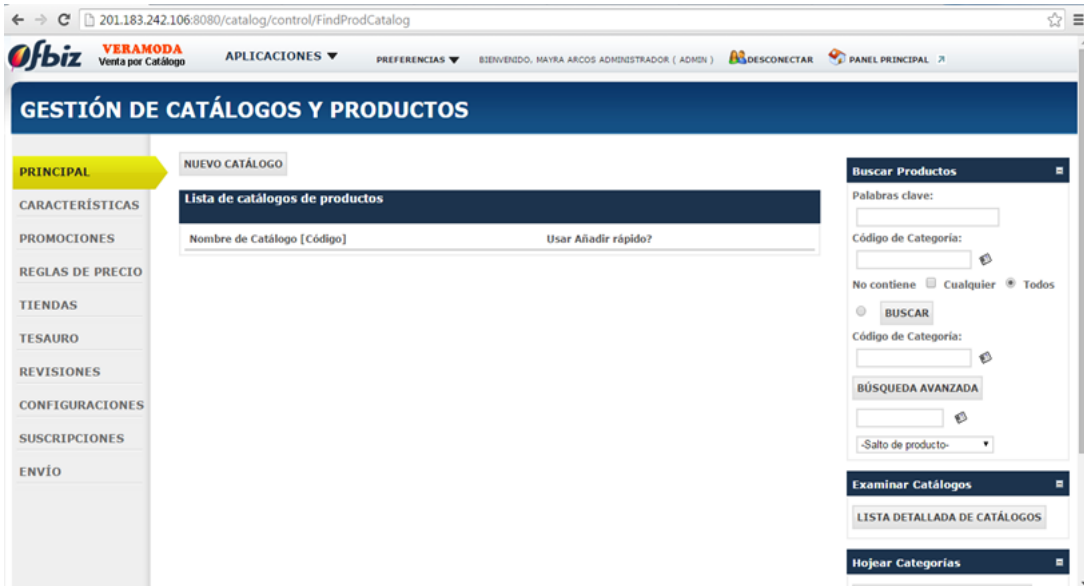 201.183.242.106:8080/catalog/control/FindProdCatalog
Ofbiz
VERAMODA
Venta por Catálogo
APLICACIONES ▼
PREFERENCIAS ▼
BIENVENIDO, MAYRA ARCOS ADMINISTRADOR ( ADMIN )
DESCONECTAR
PANEL PRINCIPAL
GESTIÓN DE CATÁLOGOS Y PRODUCTOS
PRINCIPAL
CARACTERÍSTICAS
PROMOCIONES
REGLAS DE PRECIO
TIENDAS
TESAURO
REVISIONES
CONFIGURACIONES
SUSCRIPCIONES
ENVÍO
NUEVO CATÁLOGO
Lista de catálogos de productos
Nombre de Catálogo [Código] Usar Añadir rápido?
Buscar Productos
Palabras clave:
Código de Categoría:
No contiene Cualquier Todos
BUSCAR
Código de Categoría:
BÚSQUEDA AVANZADA
-Salto de producto-
Examinar Catálogos
LISTA DETALLADA DE CATÁLOGOS
Hojear Categorías